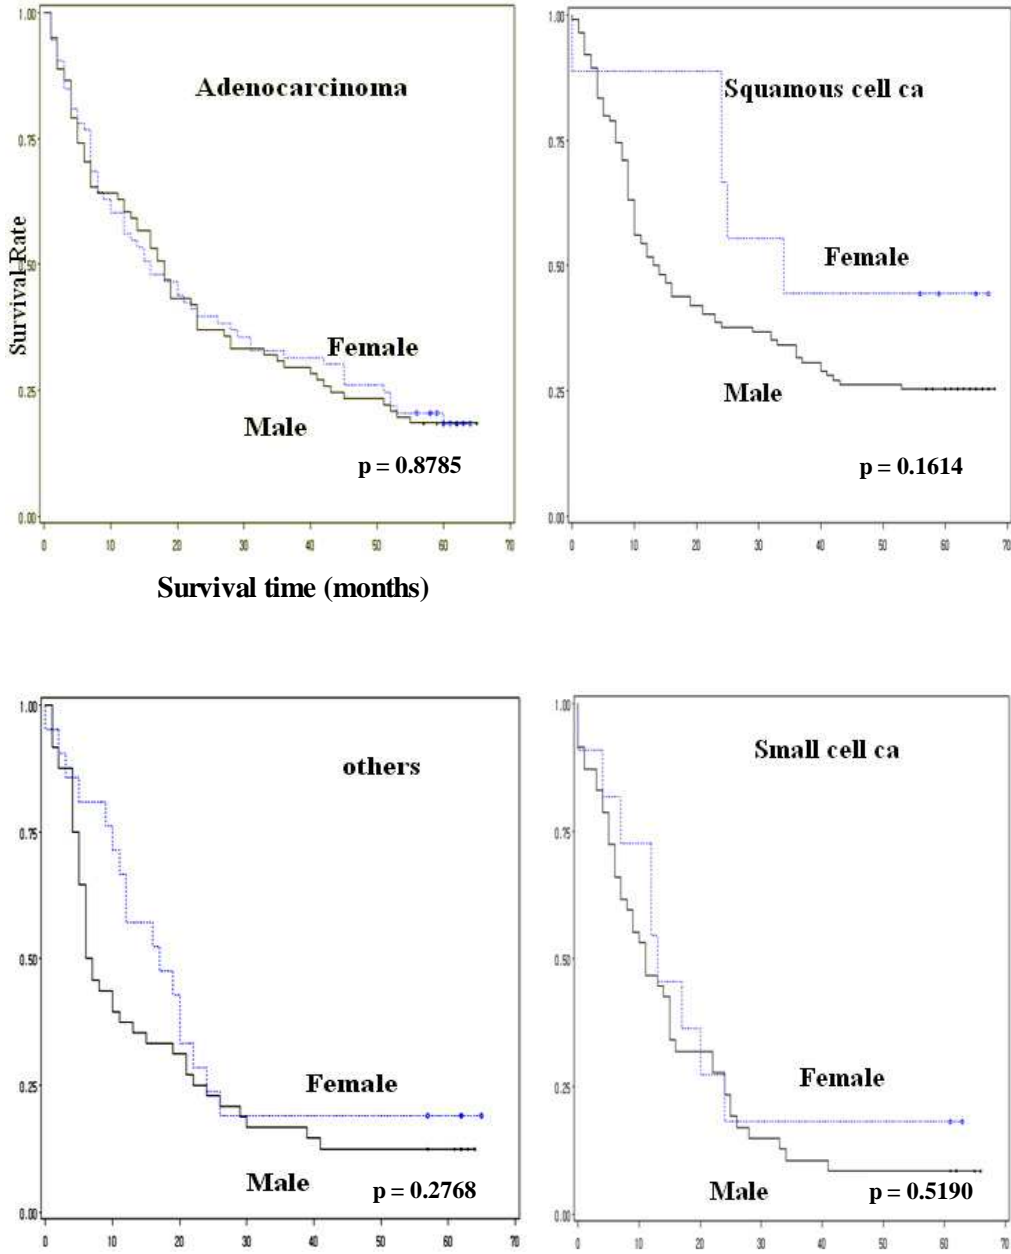 1.00
0.75
0.50
0.25
0.00
Survival Rate
Adenocarcinoma
Female
Male
p = 0.8785
0 10 20 30 40 50 60 70
Survival time (months)
1.00
0.75
0.50
0.25
0.00
Squamous cell ca
Female
Male
p = 0.1614
0 10 20 30 40 50 60 70
1.00
0.75
0.50
0.25
0.00
others
Female
Male
p = 0.2768
0 10 20 30 40 50 60 70
1.00
0.75
0.50
0.25
0.00
Small cell ca
Female
Male
p = 0.5190
0 10 20 30 40 50 60 70